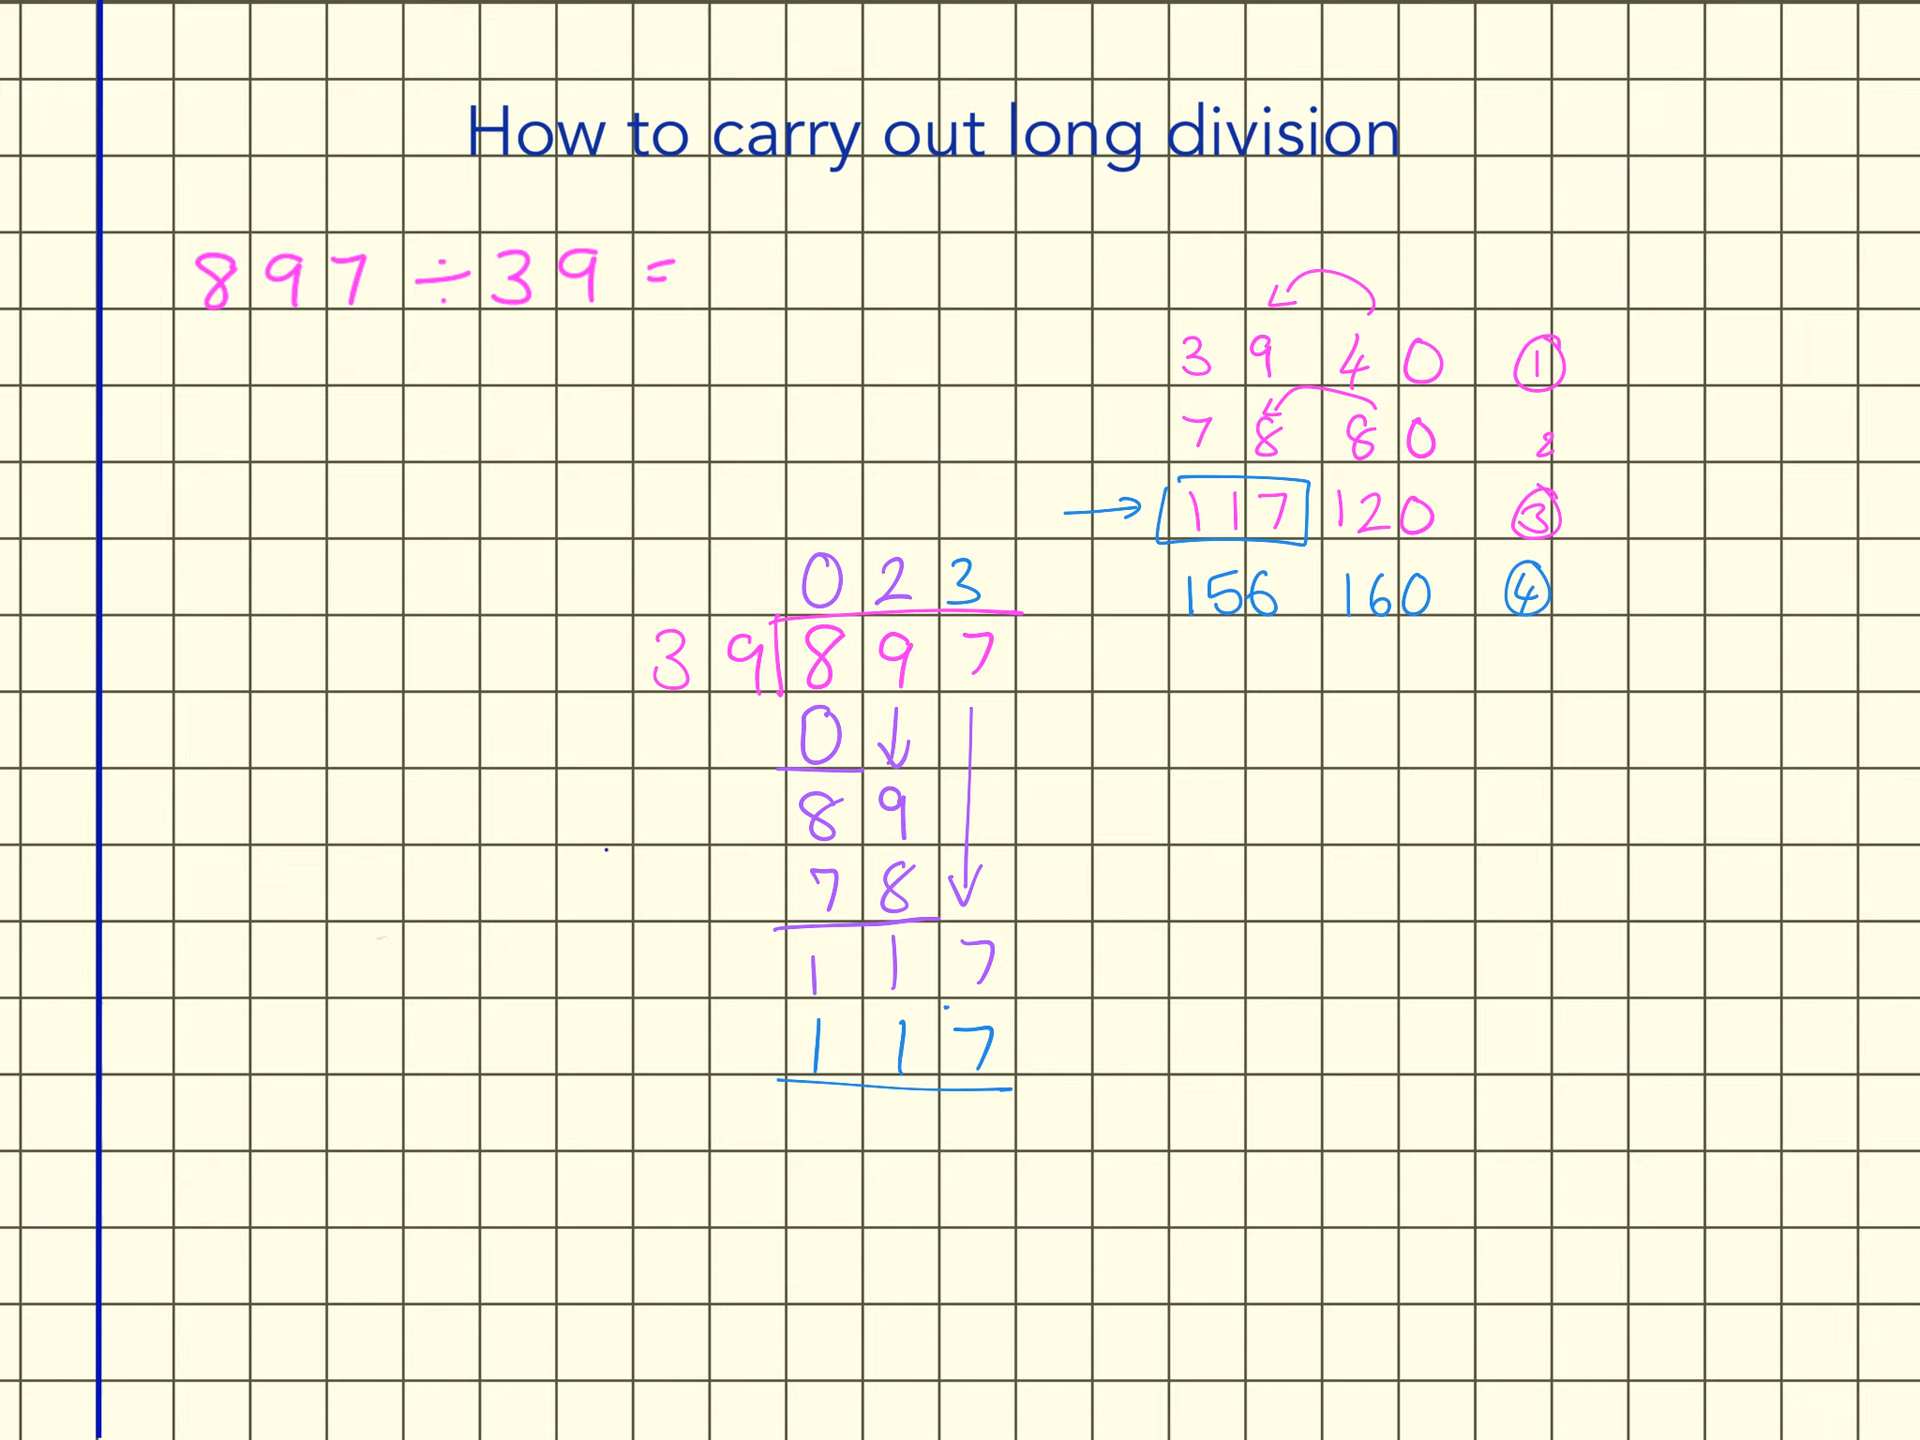 How to carry out long division
897 ÷ 39 =
39 40 ①
78 80 2
→ 117 120 ③
156 160 ④
023
39 897
0 ↓
89
78 ↓
117
117